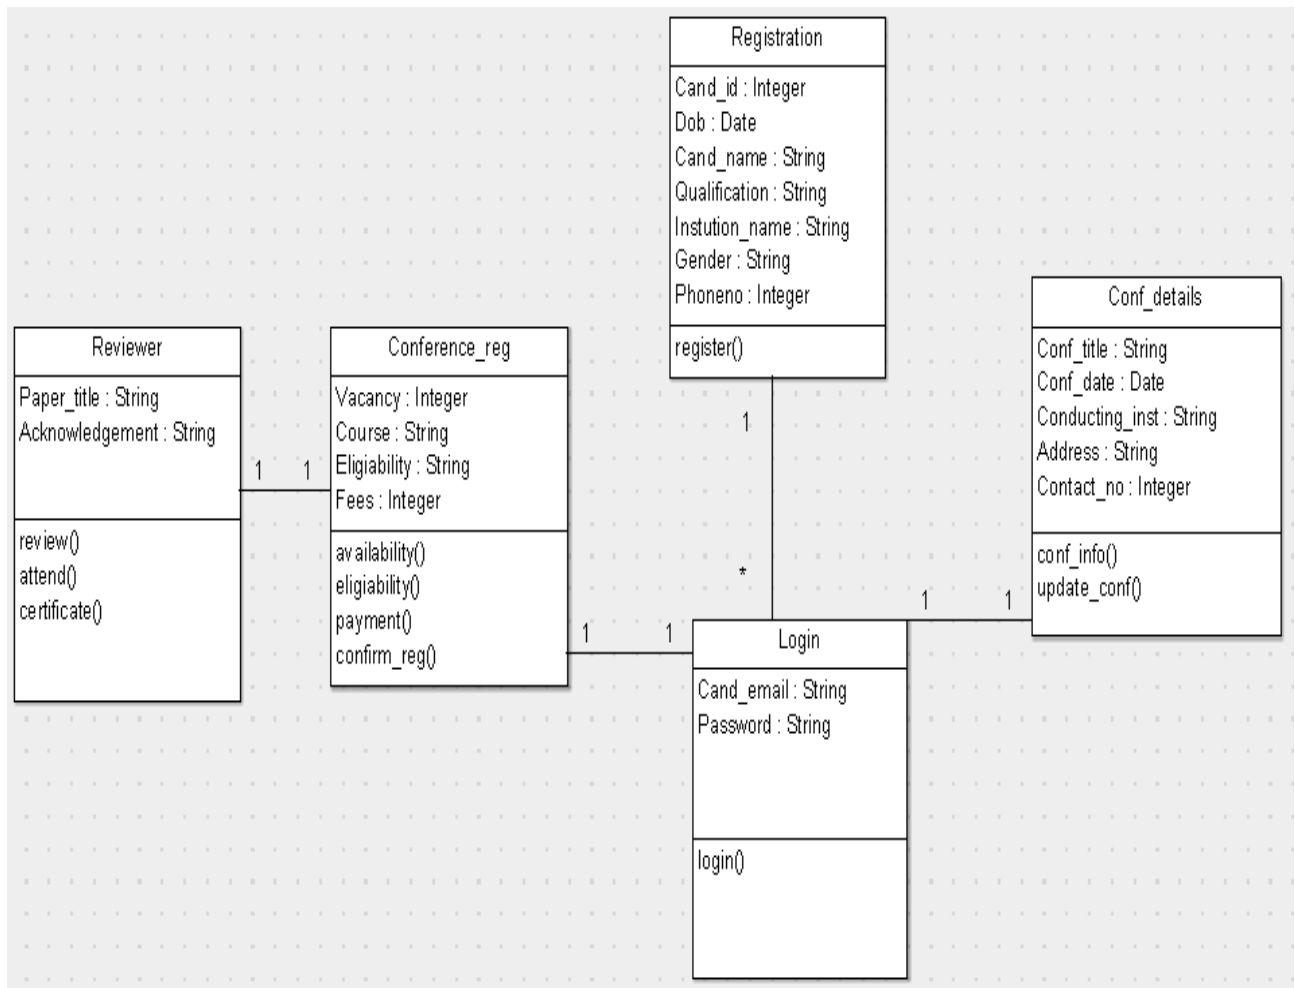 Registration
Cand_id : Integer
Dob : Date
Cand_name : String
Qualification : String
Instution_name : String
Gender : String
Phoneno : Integer
register()
Conf_details
Conf_title : String
Conf_date : Date
Conducting_inst : String
Address : String
Contact_no : Integer
conf_info()
update_conf()
Reviewer
Paper_title : String
Acknowledgement : String
review()
attend()
certificate()
1 1
Conference_reg
Vacancy : Integer
Course : String
Eligiability : String
Fees : Integer
availability()
eligiability()
payment()
confirm_reg()
1
*
1 1
1 1
Login
Cand_email : String
Password : String
login()